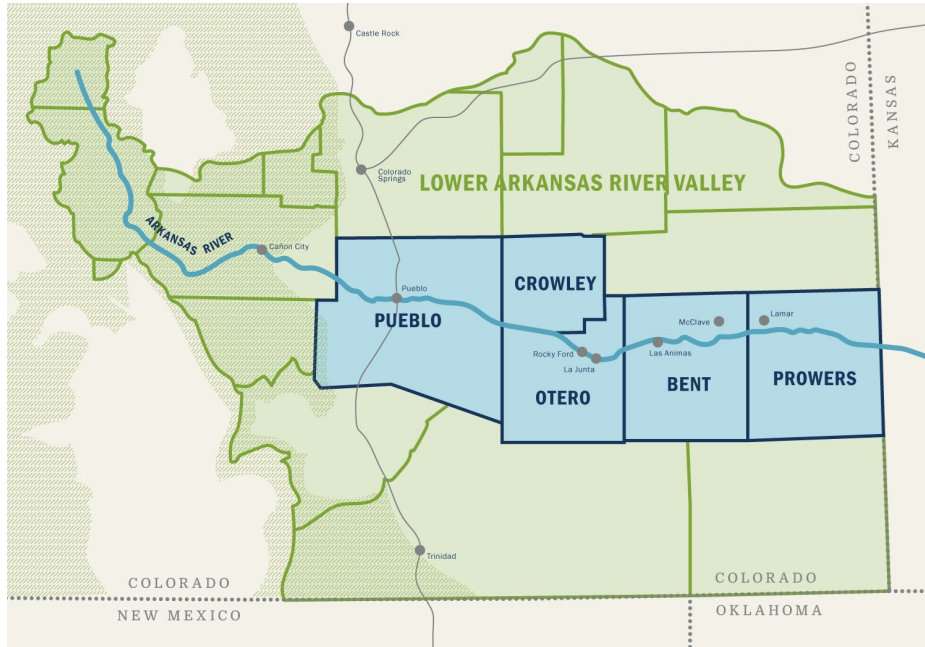 Castle Rock
COLORADO
KANSAS
Colorado
Springs
LOWER ARKANSAS RIVER VALLEY
ARKANSAS RIVER
Cañon City
CROWLEY
Pueblo
PUEBLO
McClave
Lamar
Rocky Ford
Las Animas
La Junta
PROWERS
BENT
OTERO
Trinidad
COLORADO
NEW MEXICO
COLORADO
OKLAHOMA